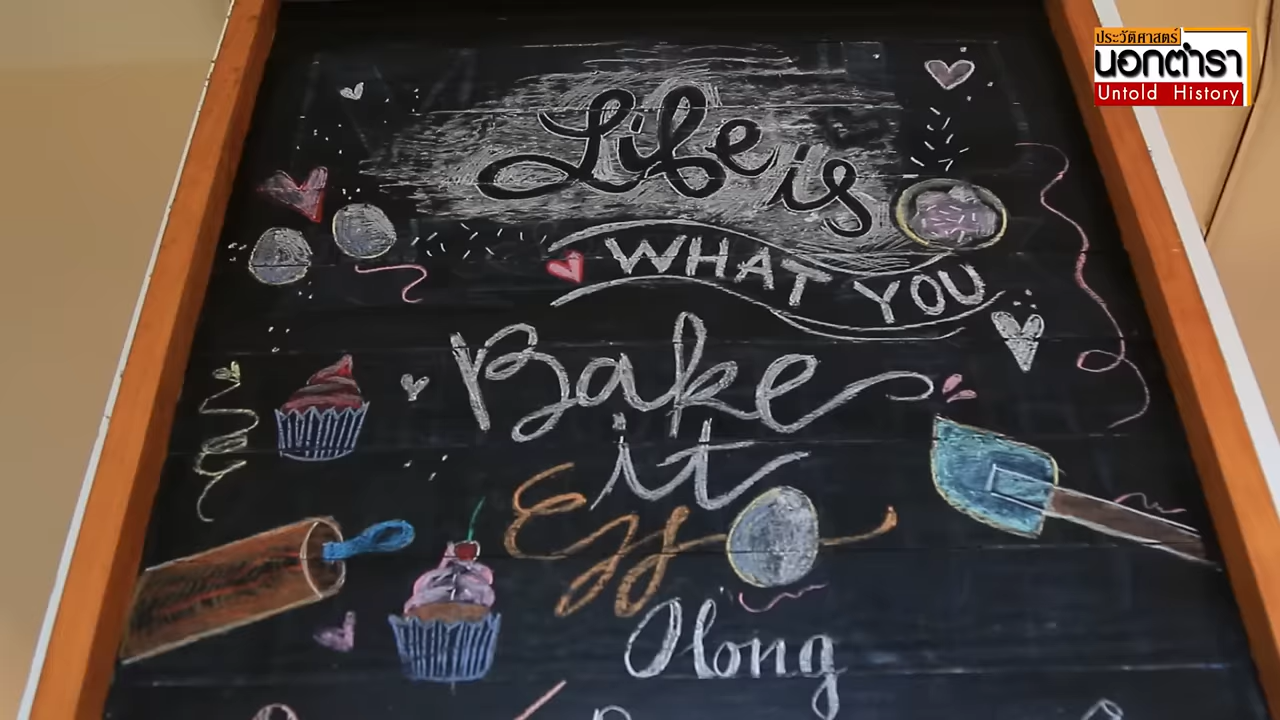 ประวัติศาสตร์
นอกตำรา
Untold History
Life is
WHAT YOU
Bake
it
Egg
Olong